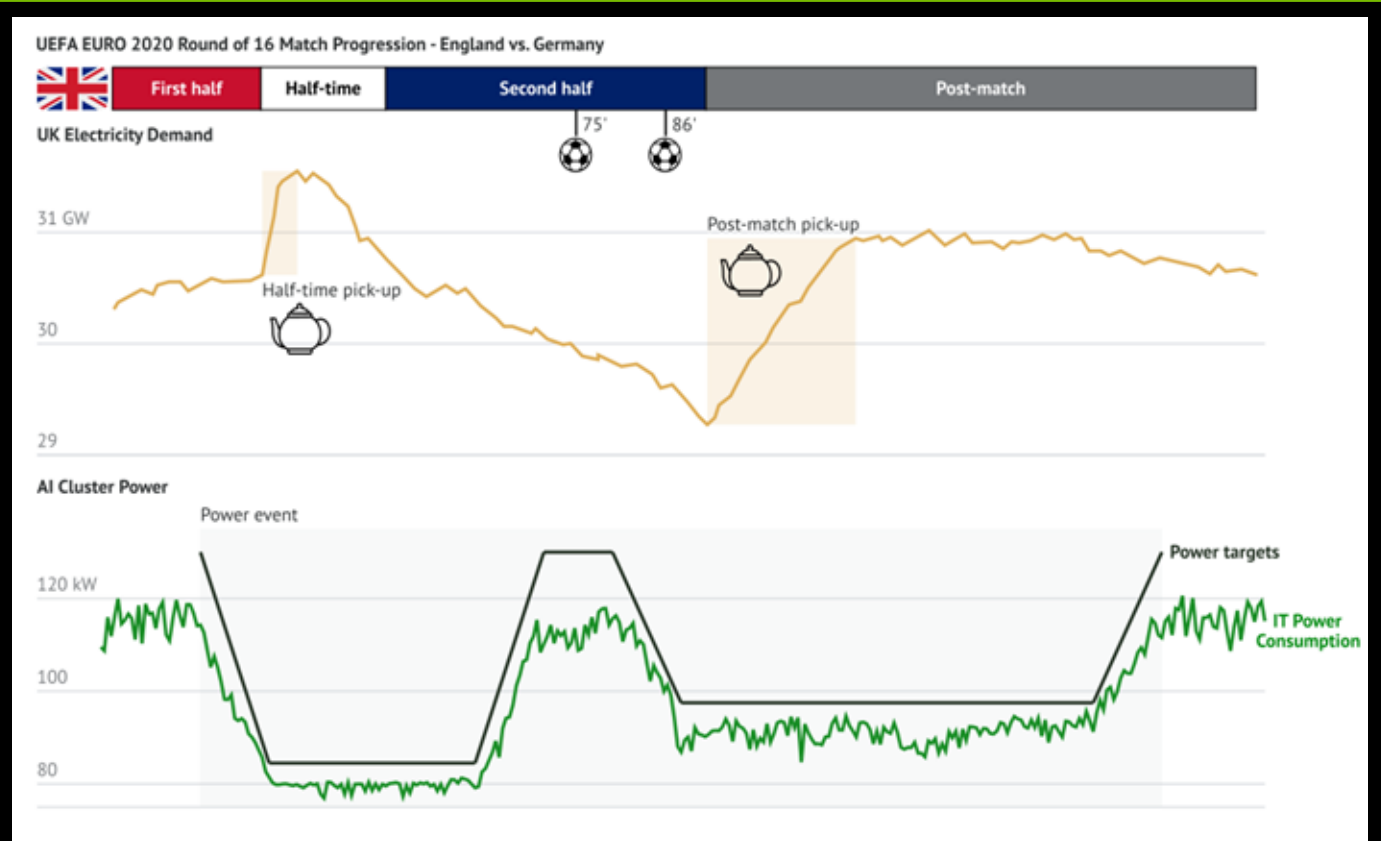 UEFA EURO 2020 Round of 16 Match Progression - England vs. Germany
First half
Half-time
Second half
Post-match
75'
86'
UK Electricity Demand
31 GW
Post-match pick-up
Half-time pick-up
30
29
AI Cluster Power
Power event
Power targets
120 kW
IT Power
Consumption
100
80